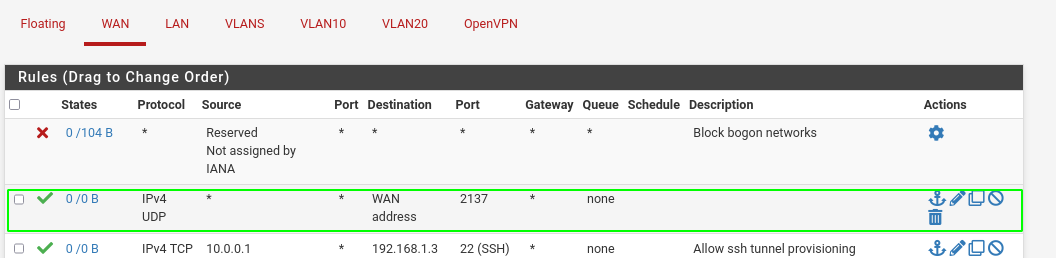 Floating WAN LAN VLANS VLAN10 VLAN20 OpenVPN
Rules (Drag to Change Order)
States Protocol Source Port Destination Port Gateway Queue Schedule Description Actions
0 /104 B * Reserved * * * * * Block bogon networks
Not assigned by
IANA
0 /0 B IPv4 * * WAN 2137 * none
UDP address
0 /0 B IPv4 TCP 10.0.0.1 * 192.168.1.3 22 (SSH) * none Allow ssh tunnel provisioning